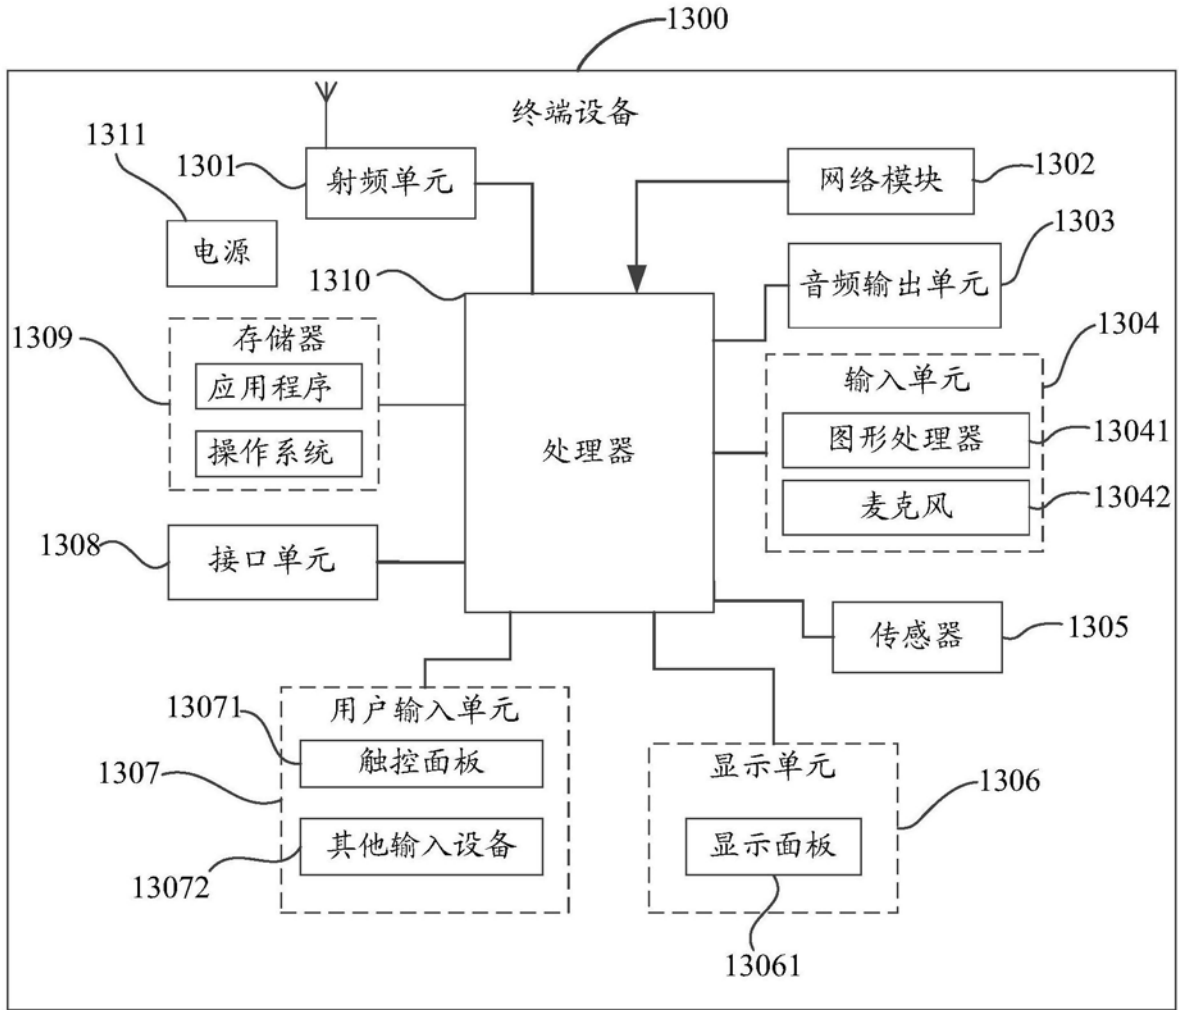 1300
终端设备
1311
1301
射频单元
网络模块
1302
电源
1310
音频输出单元
1303
1309
存储器
应用程序
操作系统
处理器
输入单元
1304
图形处理器
13041
麦克风
13042
1308
接口单元
传感器
1305
13071
用户输入单元
触控面板
1307
其他输入设备
13072
显示单元
1306
显示面板
13061